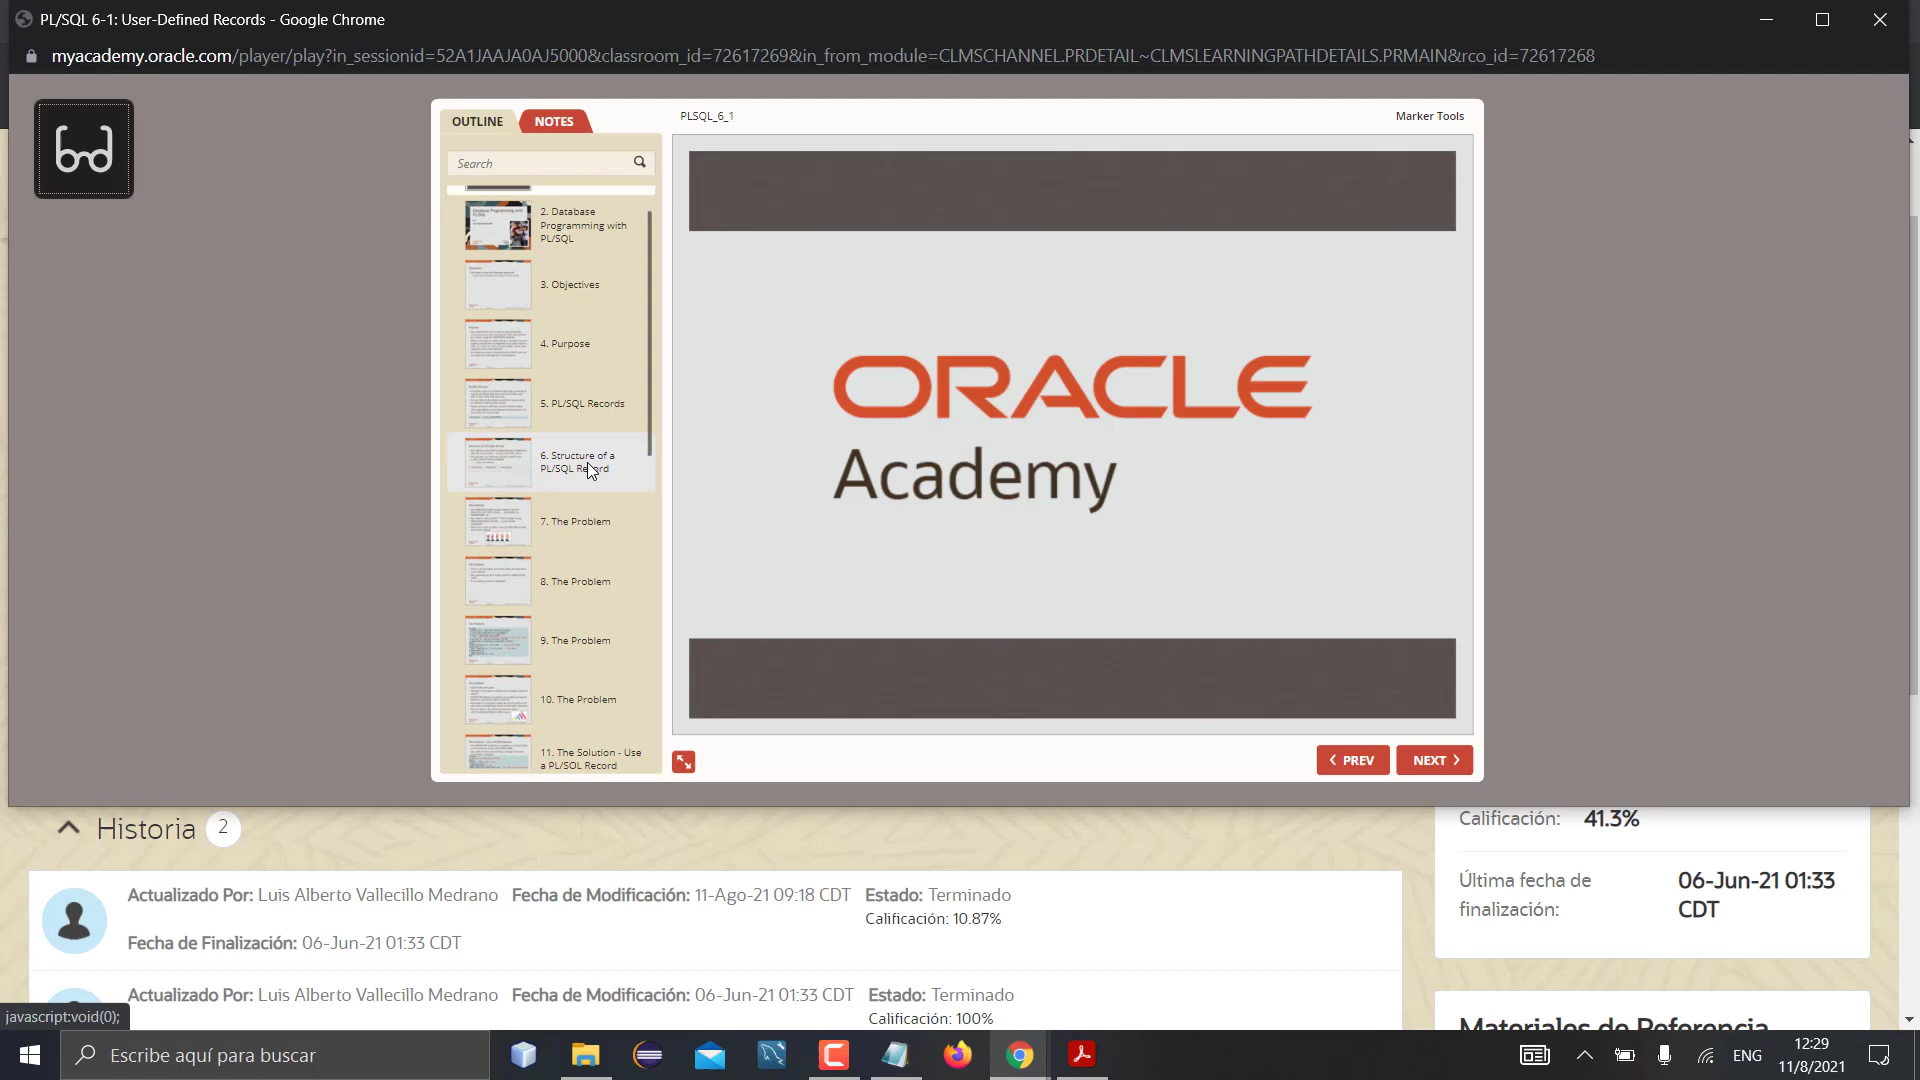 PL/SQL 6-1: User-Defined Records - Google Chrome
myacademy.oracle.com/player/play?in_sessionid=52A1JAAJA0AJ5000&classroom_id=72617269&in_from_module=CLMSCHANNEL.PRDETAIL~CLMSLEARNINGPATHDETAILS.PRMAIN&rco_id=72617268
OUTLINE
NOTES
PLSQL_6_1
Marker Tools
Search
2. Database
Programming with
PL/SQL
3. Objectives
4. Purpose
5. PL/SQL Records
6. Structure of a
PL/SQL Record
7. The Problem
8. The Problem
9. The Problem
10. The Problem
11. The Solution - Use
a PL/SQL Record
ORACLE
Academy
PREV
NEXT
Historia 2
Actualizado Por: Luis Alberto Vallecillo Medrano Fecha de Modificación: 11-Ago-21 09:18 CDT Estado: Terminado
Calificación: 10.87%
Fecha de Finalización: 06-Jun-21 01:33 CDT
Actualizado Por: Luis Alberto Vallecillo Medrano Fecha de Modificación: 06-Jun-21 01:33 CDT Estado: Terminado
Calificación: 100%
Calificación: 41.3%
Última fecha de
finalización:
06-Jun-21 01:33
CDT
Materiales de Referencia
javascript:void(0);
Escribe aquí para buscar
ENG
12:29
11/8/2021